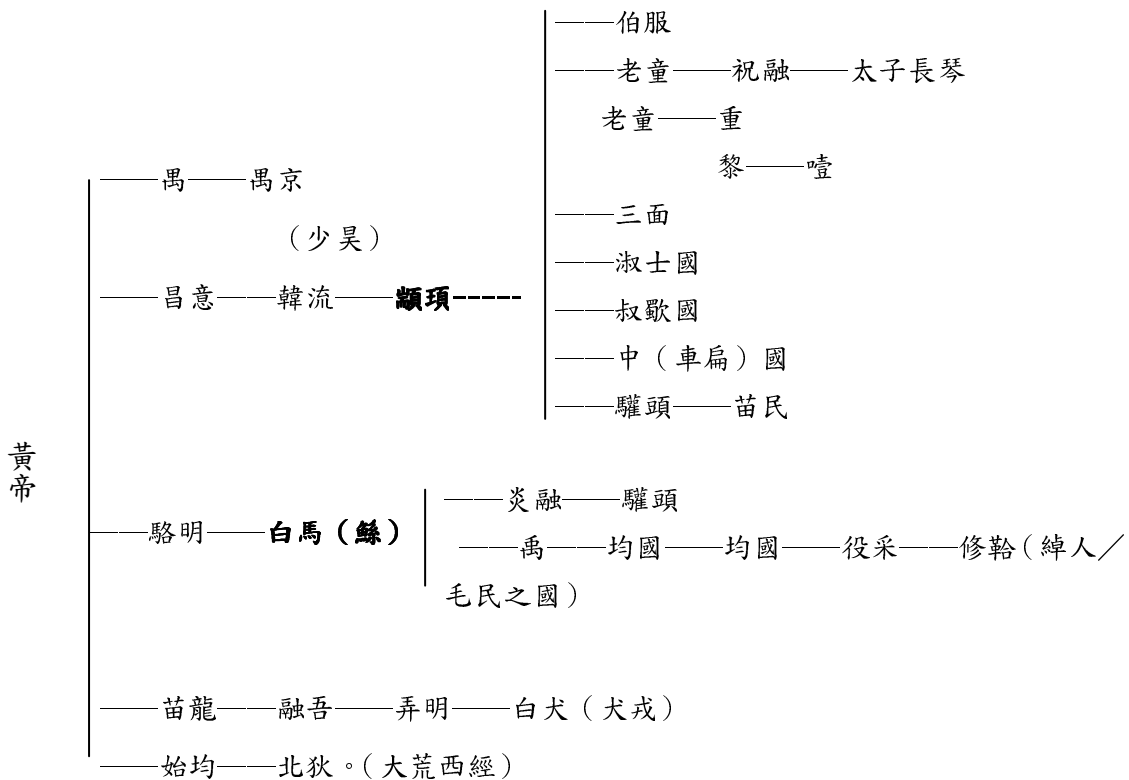 伯服
老童——祝融——太子長琴
老童——重
黎——噎
——禺——禺京
（少昊）
——三面
——淑士國
——昌意——韓流——顓頊-----
——叔歜國
——中（車扁）國
——驩頭——苗民
黃帝
——炎融——驩頭
——駱明——白馬（鯀）
——禹——均國——均國——役采——修鞈（綽人╱
毛民之國）
——苗龍——融吾——弄明——白犬（犬戎）
——始均——北狄。（大荒西經）